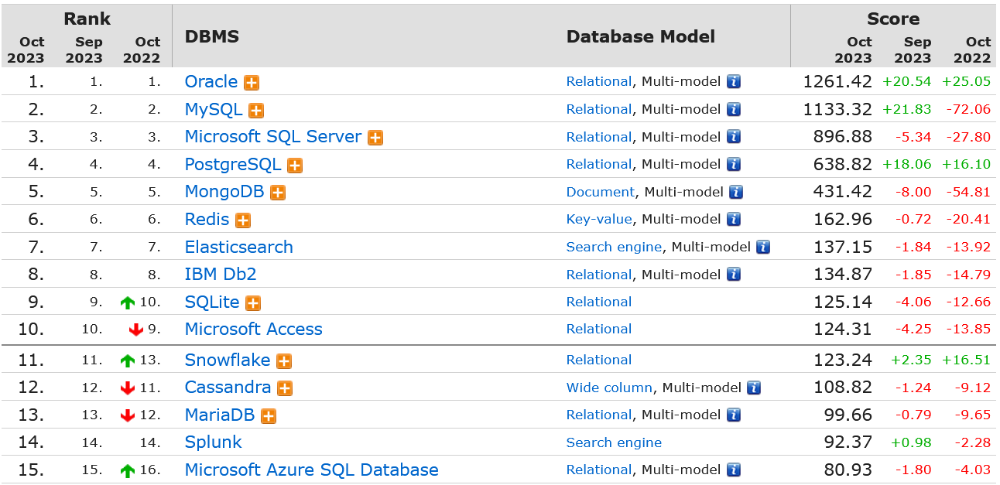 Rank DBMS Database Model Score
Oct 2023 Sep 2023 Oct 2022 Oct 2023 Sep 2023 Oct 2022
1. 1. 1. Oracle Relational, Multi-model 1261.42 +20.54 +25.05
2. 2. 2. MySQL Relational, Multi-model 1133.32 +21.83 -72.06
3. 3. 3. Microsoft SQL Server Relational, Multi-model 896.88 -5.34 -27.80
4. 4. 4. PostgreSQL Relational, Multi-model 638.82 +18.06 +16.10
5. 5. 5. MongoDB Document, Multi-model 431.42 -8.00 -54.81
6. 6. 6. Redis Key-value, Multi-model 162.96 -0.72 -20.41
7. 7. 7. Elasticsearch Search engine, Multi-model 137.15 -1.84 -13.92
8. 8. 8. IBM Db2 Relational, Multi-model 134.87 -1.85 -14.79
9. 9. 10. SQLite Relational 125.14 -4.06 -12.66
10. 10. 9. Microsoft Access Relational 124.31 -4.25 -13.85
11. 11. 13. Snowflake Relational 123.24 +2.35 +16.51
12. 12. 11. Cassandra Wide column, Multi-model 108.82 -1.24 -9.12
13. 13. 12. MariaDB Relational, Multi-model 99.66 -0.79 -9.65
14. 14. 14. Splunk Search engine 92.37 +0.98 -2.28
15. 15. 16. Microsoft Azure SQL Database Relational, Multi-model 80.93 -1.80 -4.03